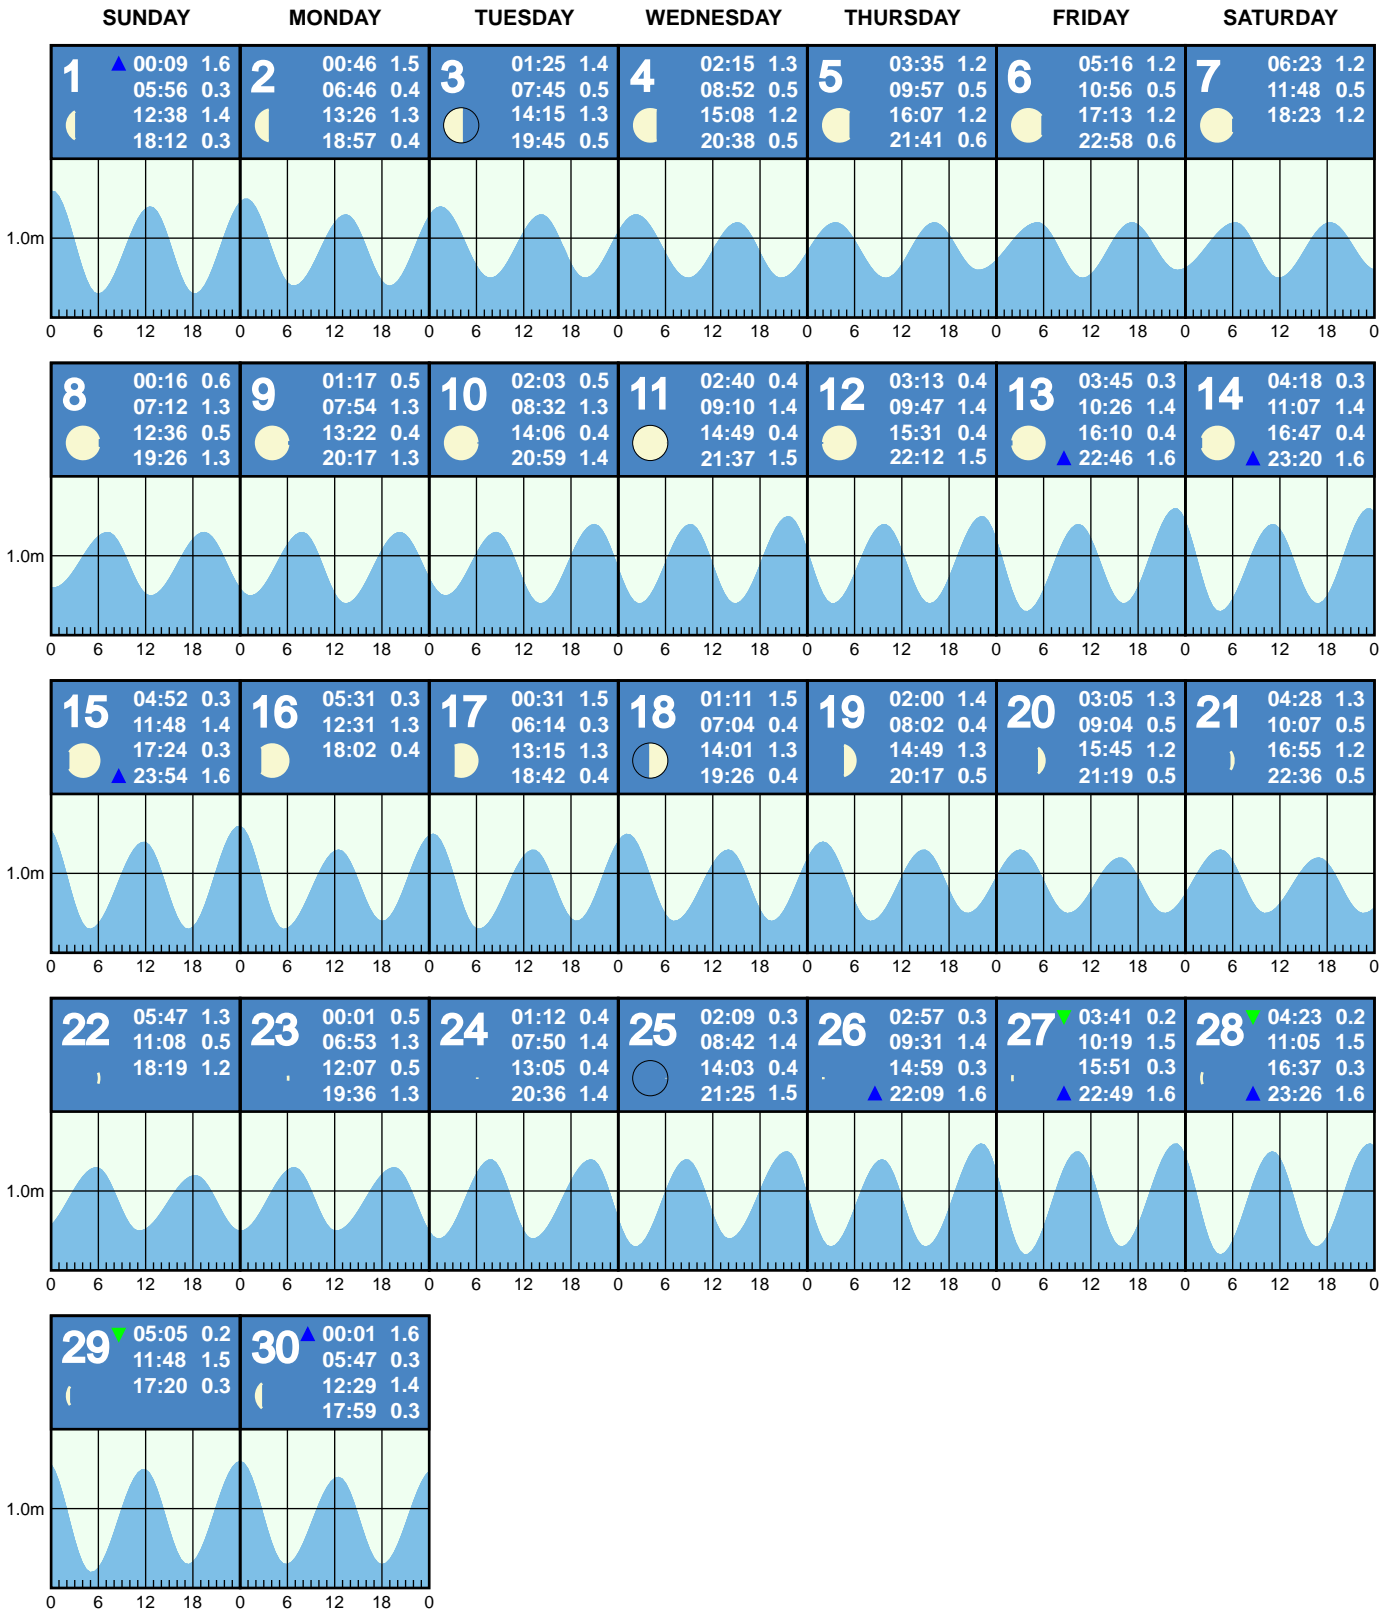 SUNDAY MONDAY TUESDAY WEDNESDAY THURSDAY FRIDAY SATURDAY
1 ▲ 00:09 1.6
05:56 0.3
12:38 1.4
18:12 0.3
2 00:46 1.5
06:46 0.4
13:26 1.3
18:57 0.4
3 01:25 1.4
07:45 0.5
14:15 1.3
19:45 0.5
4 02:15 1.3
08:52 0.5
15:08 1.2
20:38 0.5
5 03:35 1.2
09:57 0.5
16:07 1.2
21:41 0.6
6 05:16 1.2
10:56 0.5
17:13 1.2
22:58 0.6
7 06:23 1.2
11:48 0.5
18:23 1.2
1.0m
0 6 12 18 0 6 12 18 0 6 12 18 0 6 12 18 0 6 12 18 0 6 12 18 0 6 12 18 0
8 00:16 0.6
07:12 1.3
12:36 0.5
19:26 1.3
9 01:17 0.5
07:54 1.3
13:22 0.4
20:17 1.3
10 02:03 0.5
08:32 1.3
14:06 0.4
20:59 1.4
11 02:40 0.4
09:10 1.4
14:49 0.4
21:37 1.5
12 03:13 0.4
09:47 1.4
15:31 0.4
22:12 1.5
13 03:45 0.3
10:26 1.4
16:10 0.4
▲ 22:46 1.6
14 04:18 0.3
11:07 1.4
16:47 0.4
▲ 23:20 1.6
1.0m
0 6 12 18 0 6 12 18 0 6 12 18 0 6 12 18 0 6 12 18 0 6 12 18 0 6 12 18 0
15 04:52 0.3
11:48 1.4
17:24 0.3
▲ 23:54 1.6
16 05:31 0.3
12:31 1.3
18:02 0.4
17 00:31 1.5
06:14 0.3
13:15 1.3
18:42 0.4
18 01:11 1.5
07:04 0.4
14:01 1.3
19:26 0.4
19 02:00 1.4
08:02 0.4
14:49 1.3
20:17 0.5
20 03:05 1.3
09:04 0.5
15:45 1.2
21:19 0.5
21 04:28 1.3
10:07 0.5
16:55 1.2
22:36 0.5
1.0m
0 6 12 18 0 6 12 18 0 6 12 18 0 6 12 18 0 6 12 18 0 6 12 18 0 6 12 18 0
22 05:47 1.3
11:08 0.5
18:19 1.2
23 00:01 0.5
06:53 1.3
12:07 0.5
19:36 1.3
24 01:12 0.4
07:50 1.4
13:05 0.4
20:36 1.4
25 02:09 0.3
08:42 1.4
14:03 0.4
21:25 1.5
26 02:57 0.3
09:31 1.4
14:59 0.3
▲ 22:09 1.6
27 ▼ 03:41 0.2
10:19 1.5
15:51 0.3
▲ 22:49 1.6
28 ▼ 04:23 0.2
11:05 1.5
16:37 0.3
▲ 23:26 1.6
1.0m
0 6 12 18 0 6 12 18 0 6 12 18 0 6 12 18 0 6 12 18 0 6 12 18 0 6 12 18 0
29 ▼ 05:05 0.2
11:48 1.5
17:20 0.3
30 ▲ 00:01 1.6
05:47 0.3
12:29 1.4
17:59 0.3
1.0m
0 6 12 18 0 6 12 18 0